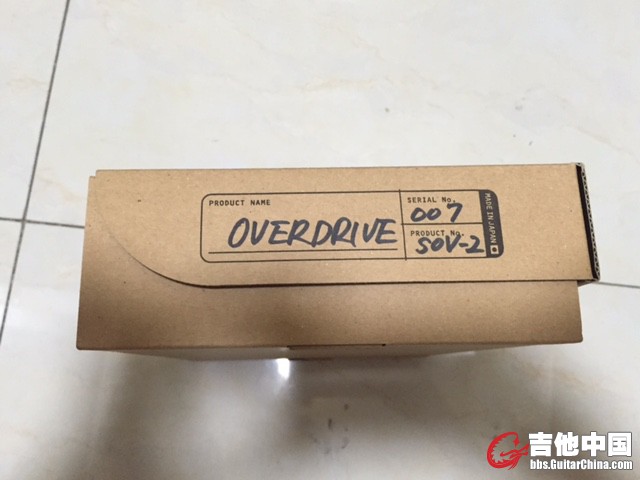 PRODUCT NAME
OVERDRIVE
SERIAL No.
007
PRODUCT No.
SOV-2
MADE IN JAPAN
吉他中国
bbs.GuitarChina.com